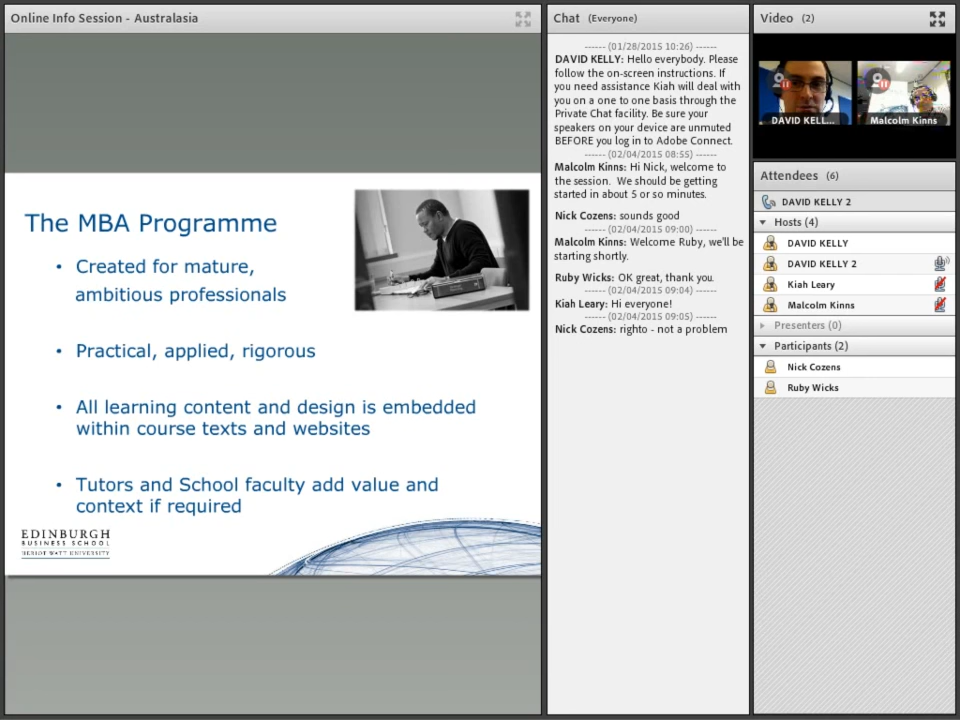 Online Info Session - Australasia
The MBA Programme
• Created for mature,
ambitious professionals
• Practical, applied, rigorous
• All learning content and design is embedded
within course texts and websites
• Tutors and School faculty add value and
context if required
EDINBURGH
BUSINESS SCHOOL
HERIOT-WATT UNIVERSITY
Chat (Everyone)
------ (01/28/2015 10:26) ------
DAVID KELLY: Hello everybody. Please
follow the on-screen instructions. If
you need assistance Kiah will deal with
you on a one to one basis through the
Private Chat facility. Be sure your
speakers on your device are unmuted
BEFORE you log in to Adobe Connect.
------ (02/04/2015 08:55) ------
Malcolm Kinns: Hi Nick, welcome to
the session. We should be getting
started in about 5 or so minutes.
Nick Cozens: sounds good
------ (02/04/2015 09:00) ------
Malcolm Kinns: Welcome Ruby, we'll be
starting shortly.
Ruby Wicks: OK great, thank you.
------ (02/04/2015 09:04) ------
Kiah Leary: Hi everyone!
------ (02/04/2015 09:05) ------
Nick Cozens: righto - not a problem
Video (2)
DAVID KELL...
Malcolm Kinns
Attendees (6)
DAVID KELLY 2
Hosts (4)
DAVID KELLY
DAVID KELLY 2
Kiah Leary
Malcolm Kinns
Presenters (0)
Participants (2)
Nick Cozens
Ruby Wicks